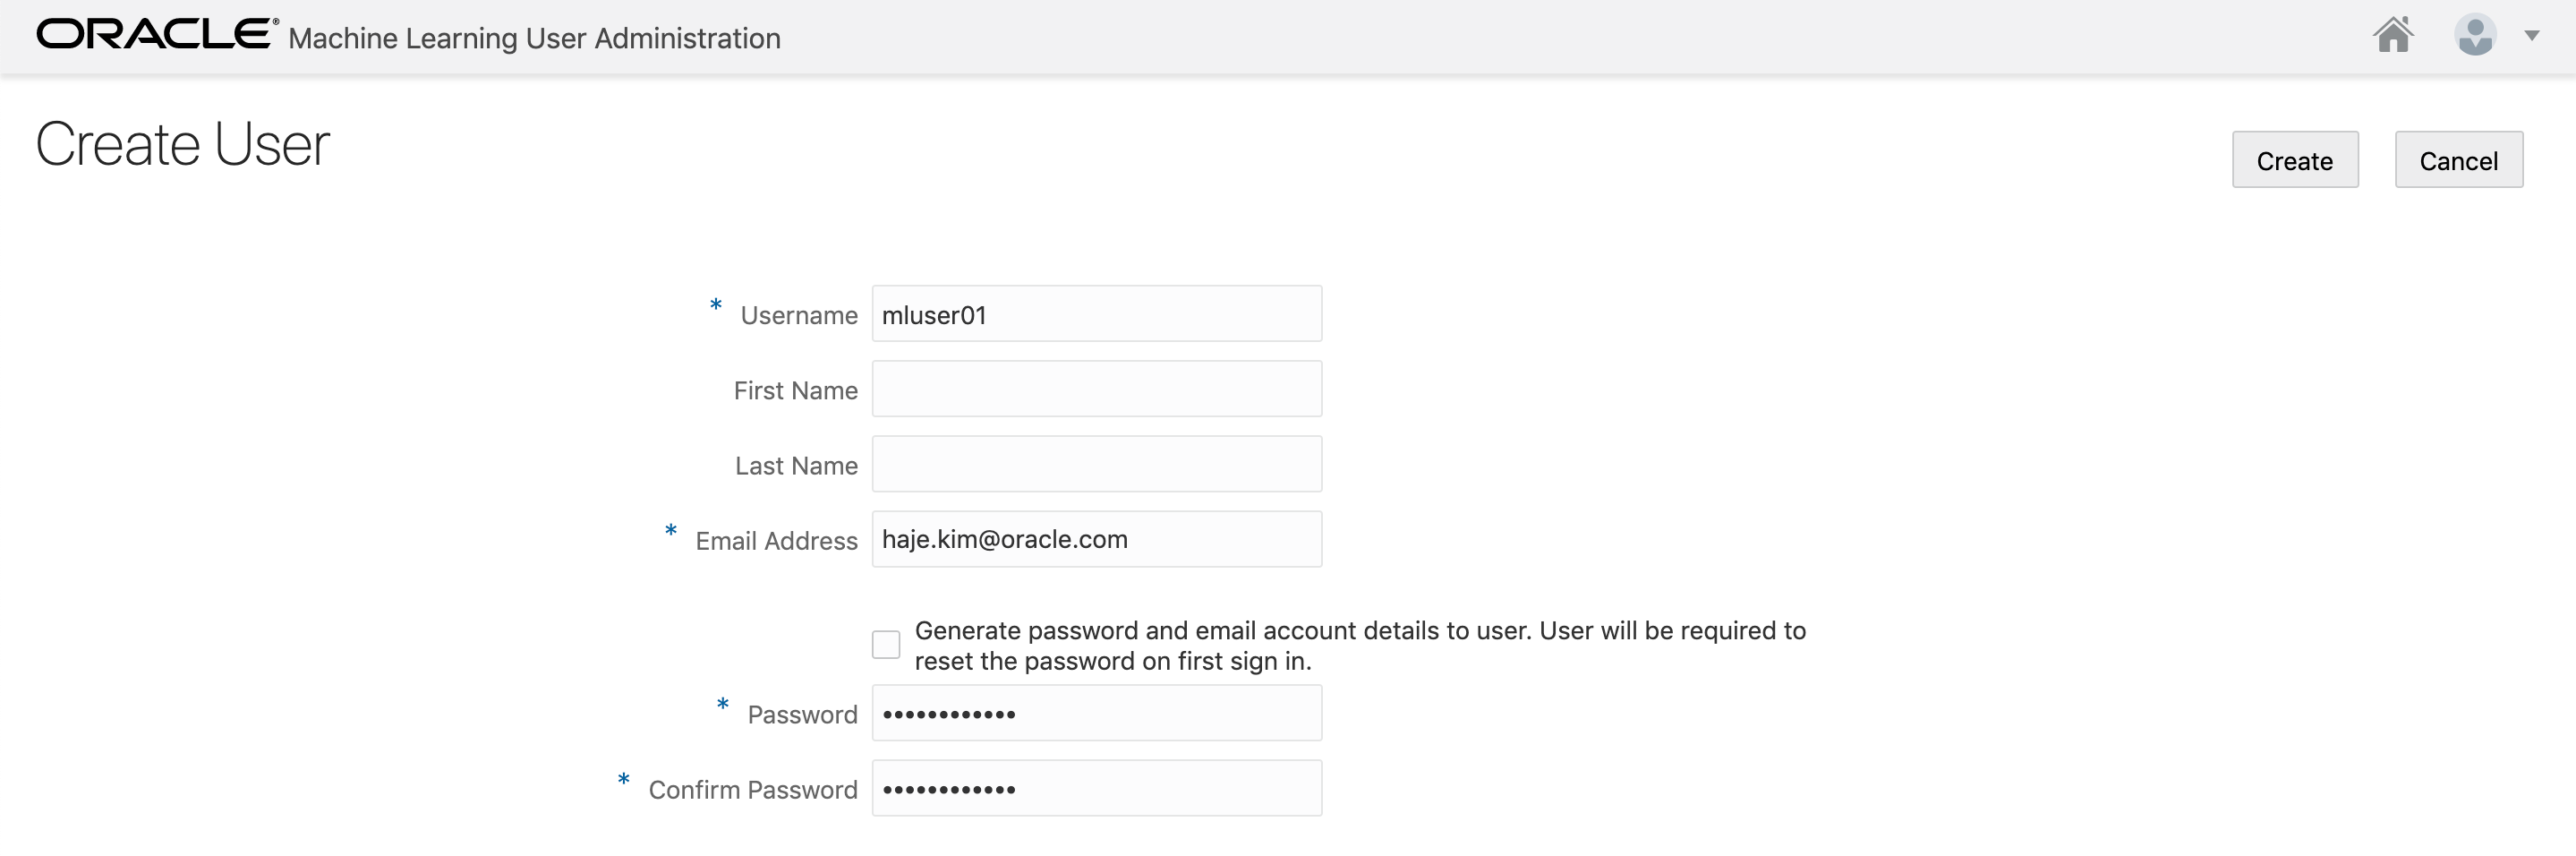 ORACLE® Machine Learning User Administration
Create User
Create
Cancel
* Username
mluser01
First Name
Last Name
* Email Address
haje.kim@oracle.com
Generate password and email account details to user. User will be required to
reset the password on first sign in.
* Password
••••••••••••
* Confirm Password
••••••••••••